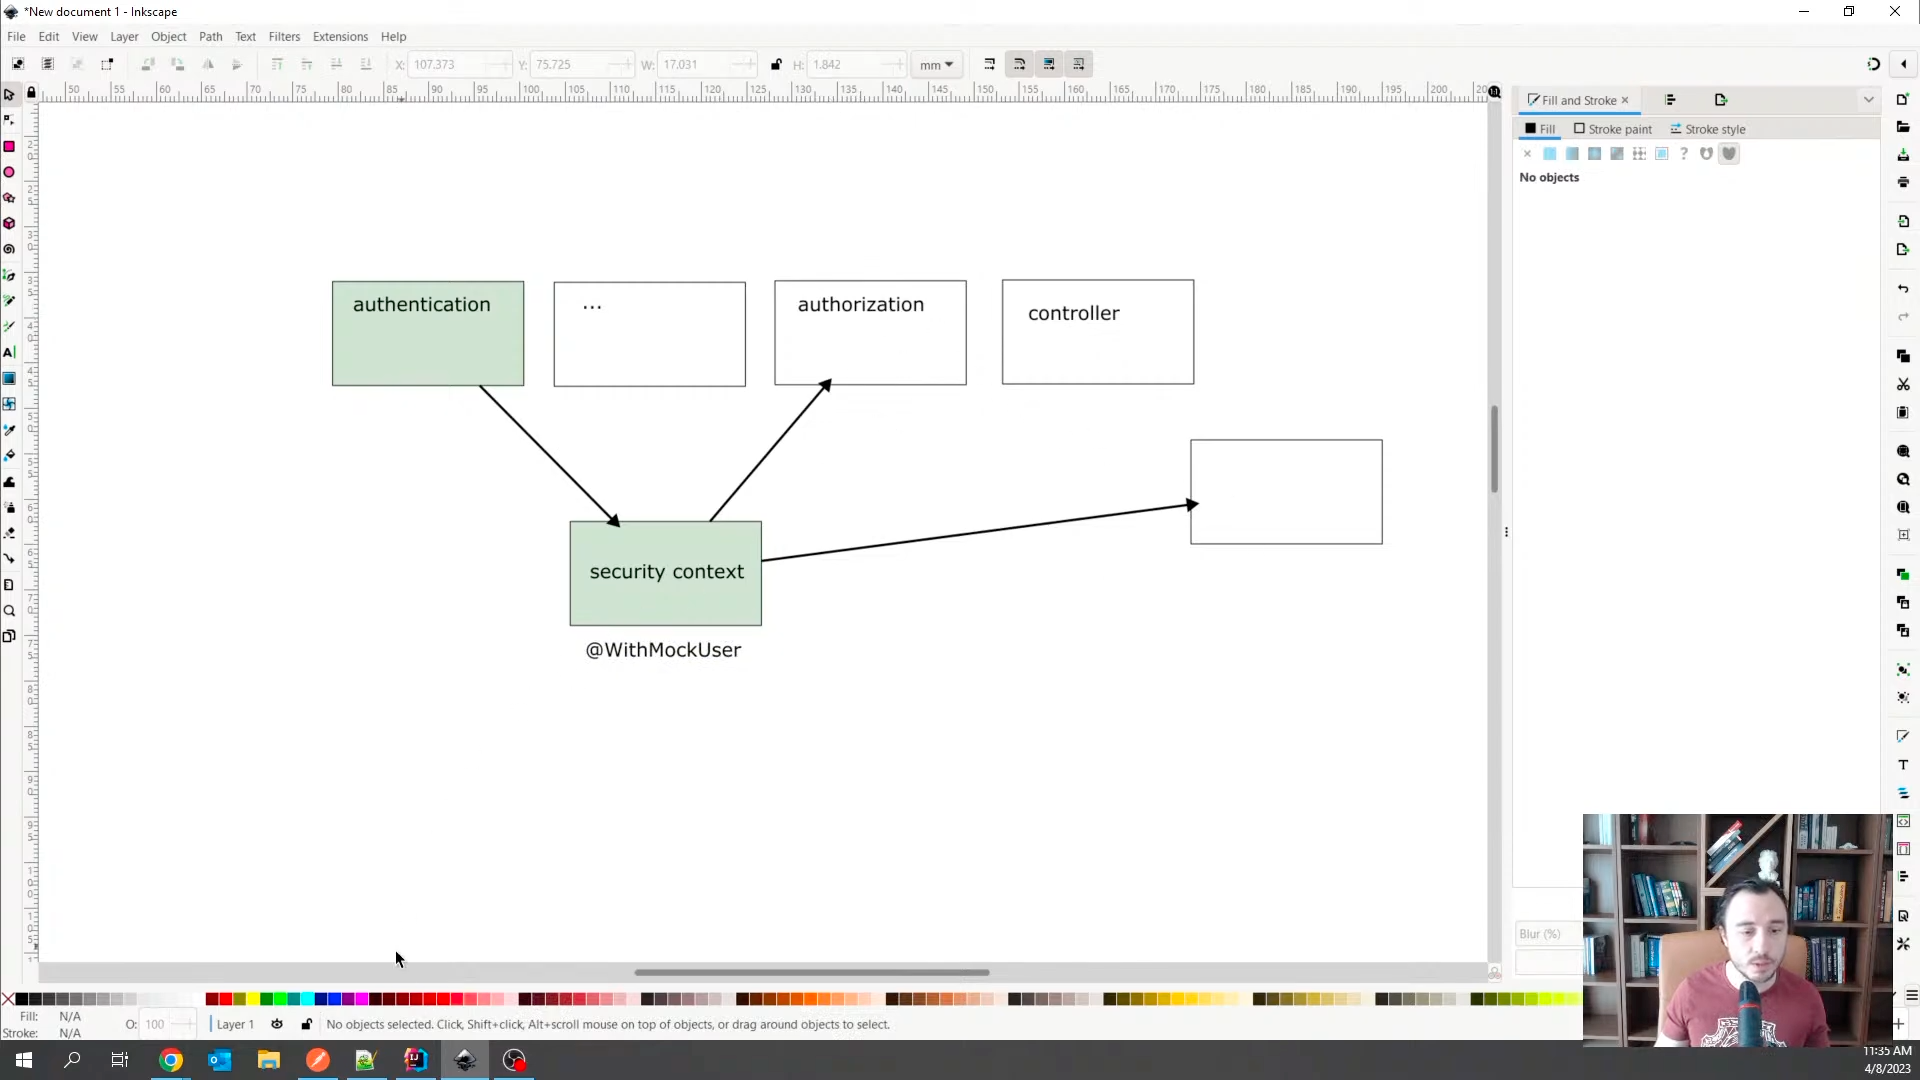 *New document 1 - Inkscape
File Edit View Layer Object Path Text Filters Extensions Help
X: 107.373 Y: 75.725 W: 17.031 H: 1.842 mm
50 55 60 65 70 75 80 85 90 95 100 105 110 115 120 125 130 135 140 145 150 155 160 165 170 175 180 185 190 195 200
Fill and Stroke
Fill Stroke paint Stroke style
No objects
authentication ... authorization controller
security context
@WithMockUser
Blur (%)
Fill: N/A
Stroke: N/A
O: 100 Layer 1 No objects selected. Click, Shift+click, Alt+scroll mouse on top of objects, or drag around objects to select.
11:35 AM
4/8/2023